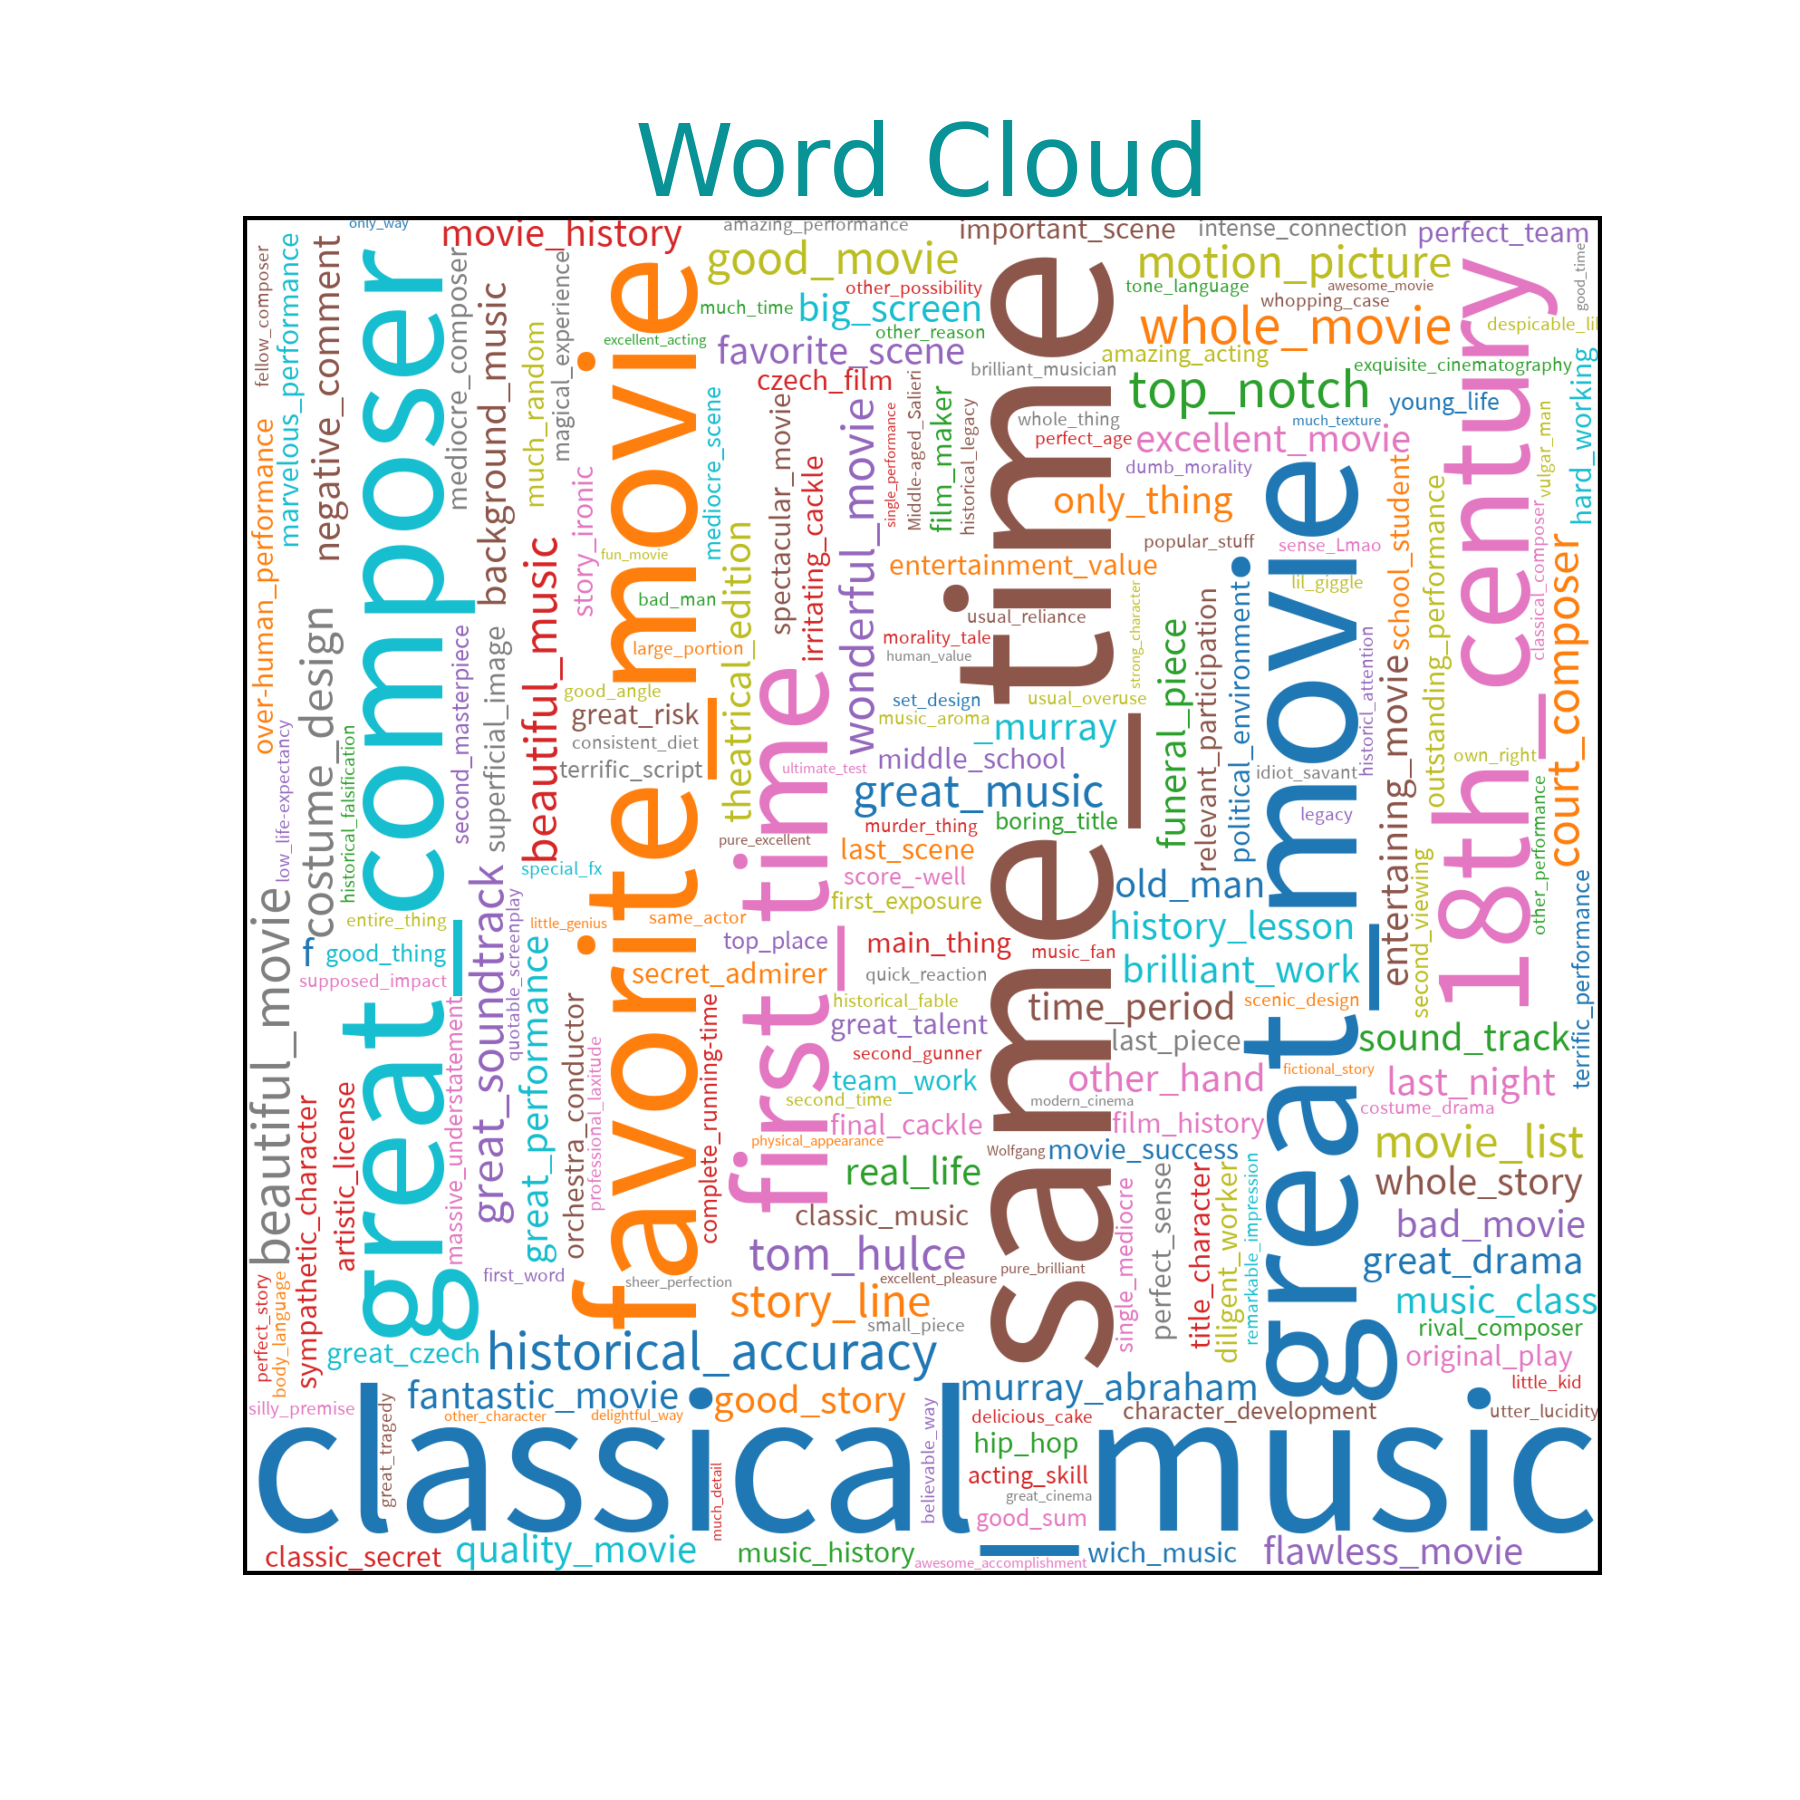 Word Cloud
only_way
movie_history
amazing_performance
important_scene
intense_connection
perfect_team
good_movie
motion_picture
other_possibility
tone_language
awesome_movie
good_time
much_time
big_screen
whopping_case
whole_movie
despicable_li
other_reason
excellent_acting
favorite_scene
amazing_acting
exquisite_cinematography
brilliant_musician
czech_film
top_notch
young_life
whole_thing
much_texture
perfect_age
excellent_movie
dumb_morality
only_thing
popular_stuff
sense_Lmao
fun_movie
entertainment_value
lil_giggle
bad_man
usual_reliance
morality_tale
large_portion
human_value
good_angle
set_design
usual_overuse
great_risk
music_aroma
_murray
consistent_diet
terrific_script
middle_school
ultimate_test
idiot_savant
own_right
great_music
legacy
murder_thing
boring_title
pure_excellent
last_scene
special_fx
score_-well
old_man
first_exposure
entire_thing
little_genius
same_actor
history_lesson
f
good_thing
top_place
main_thing
music_fan
supposed_impact
secret_admirer
quick_reaction
brilliant_work
historical_fable
time_period
scenic_design
great_talent
last_piece
sound_track
second_gunner
fictional_story
team_work
other_hand
last_night
second_time
modern_cinema
costume_drama
final_cackle
film_history
physical_appearance
Wolfgang
movie_success
movie_list
real_life
whole_story
classic_music
bad_movie
tom_hulce
great_drama
first_word
sheer_perfection
excellent_pleasure
pure_brilliant
story_line
music_class
small_piece
rival_composer
great_czech
historical_accuracy
original_play
fantastic_movie
good_story
murray_abraham
little_kid
silly_premise
other_character
delightful_way
delicious_cake
character_development
utter_lucidity
hip_hop
classical_music
acting_skill
great_cinema
good_sum
classic_secret
quality_movie
music_history
awesome_accomplishment
wich_music
flawless_movie
fellow_composer
marvelous_performance
negative_comment
great_composer
mediocre_composer
background_music
much_random
magical_experience
favorite_movie
over-human_performance
story_ironic
mediocre_scene
theatrical_edition
spectacular_movie
irritating_cackle
wonderful_movie
single_performance
Middle-aged_Salieri
film_maker
historical_legacy
same_time
strong_character
funeral_piece
relevant_participation
political_environment
great_movie
historicl_attention
school_student
entertaining_movie
outstanding_performance
second_viewing
18th_century
classical_composer
vulgar_man
hard_working
court_composer
other_performance
terrific_performance
low_life-expectancy
costume_design
historical_falsification
second_masterpiece
superficial_image
beautiful_music
beautiful_movie
great_soundtrack
quotable_screenplay
great_performance
first_time
massive_understatement
orchestra_conductor
professional_laxitude
complete_running-time
artistic_license
sympathetic_character
perfect_story
body_language
single_mediocre
perfect_sense
title_character
diligent_worker
remarkable_impression
great_tragedy
much_detail
believable_way